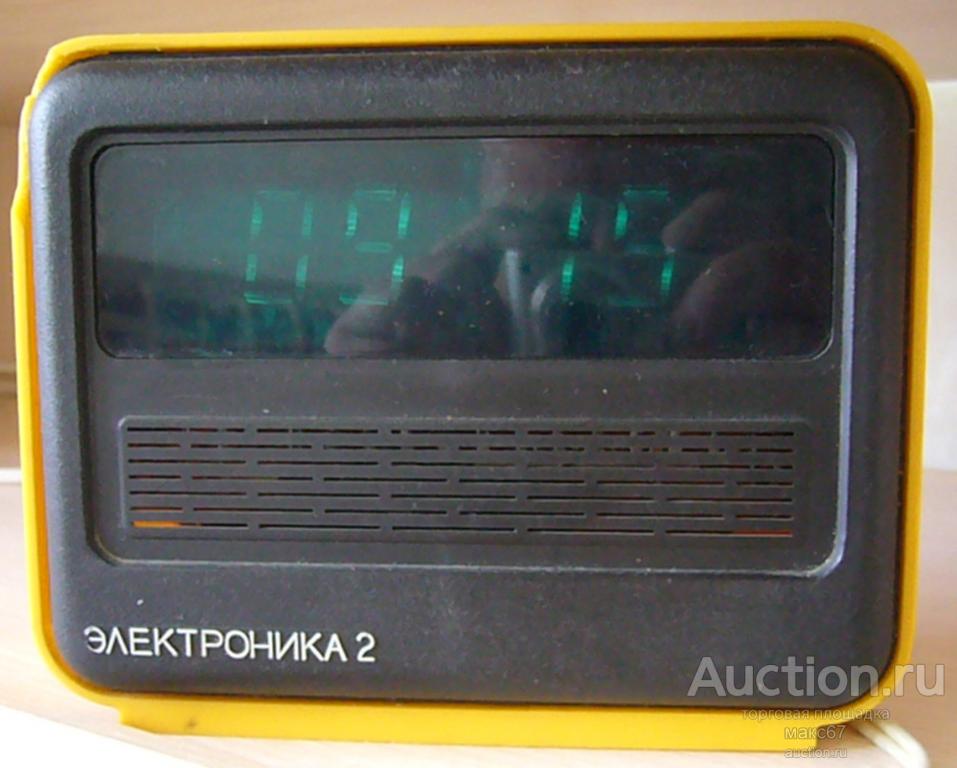 09 15
ЭЛЕКТРОНИКА 2
Auction.ru
торговая площадка
макс67
auction.ru